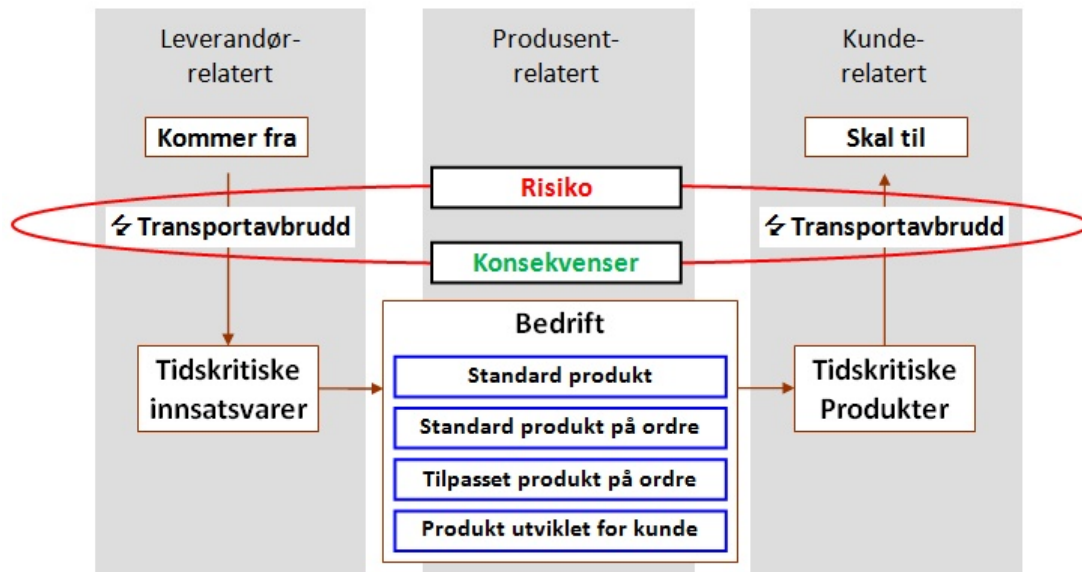 Leverandør-
relatert
Produsent-
relatert
Kunde-
relatert
Kommer fra
Skal til
Risiko
Transportavbrudd
Transportavbrudd
Konsekvenser
Bedrift
Tidskritiske
innsatsvarer
Standard produkt
Standard produkt på ordre
Tilpasset produkt på ordre
Produkt utviklet for kunde
Tidskritiske
Produkter